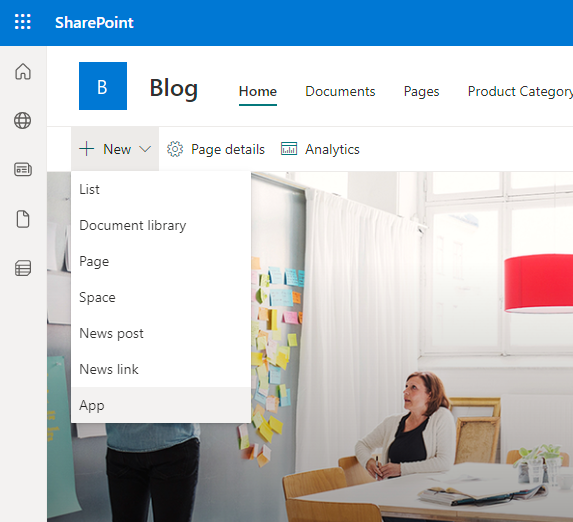 SharePoint
B
Blog
Home Documents Pages Product Category
New Page details Analytics
List
Document library
Page
Space
News post
News link
App